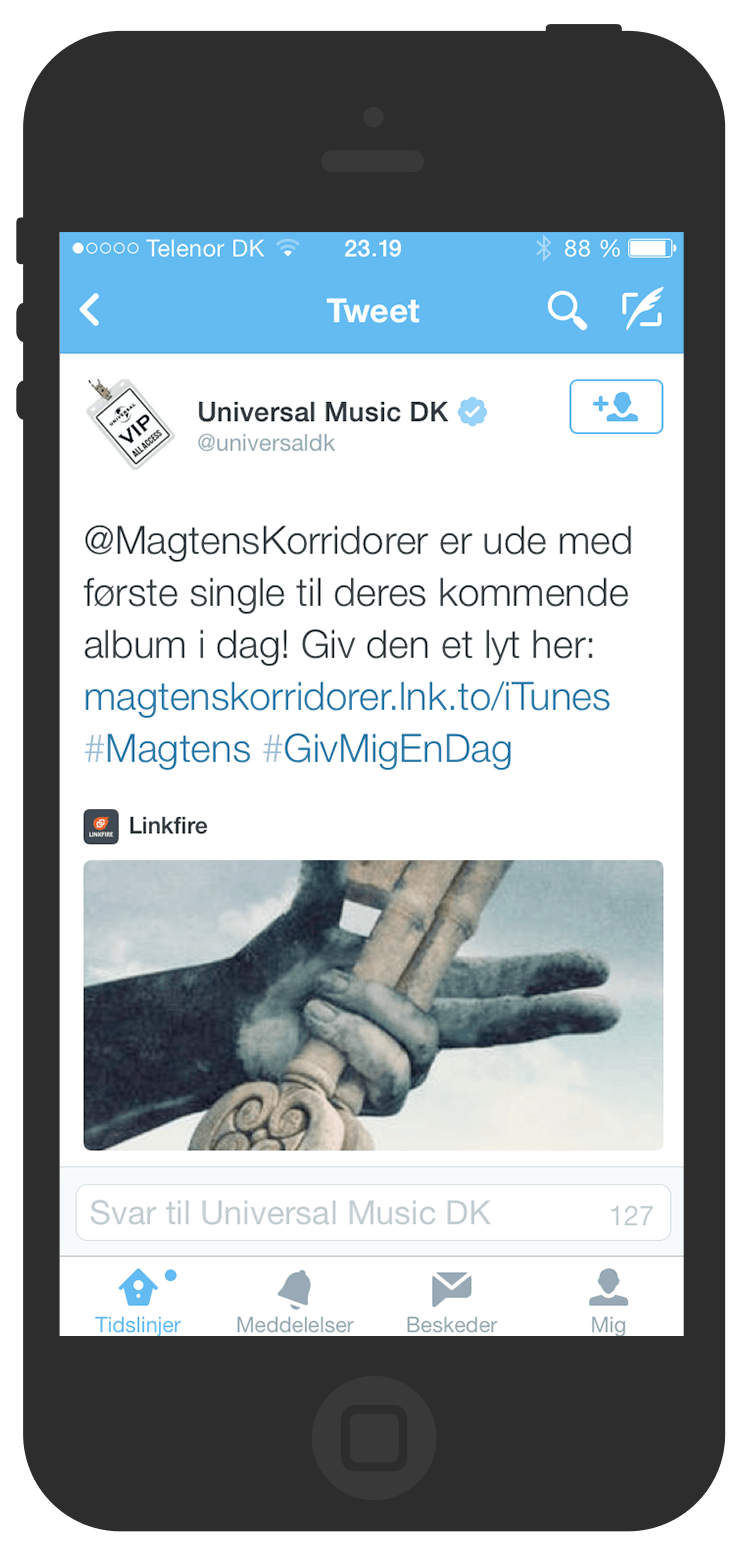 Telenor DK 23.19 88 %
Tweet
UNIVERSAL
VIP
ALL ACCESS
Universal Music DK
@universaldk
@MagtensKorridorer er ude med
første single til deres kommende
album i dag! Giv den et lyt her:
magtenskorridorer.lnk.to/iTunes
#Magtens #GivMigEnDag
LINKFIRE
Linkfire
Svar til Universal Music DK 127
Tidslinjer Meddelelser Beskeder Mig